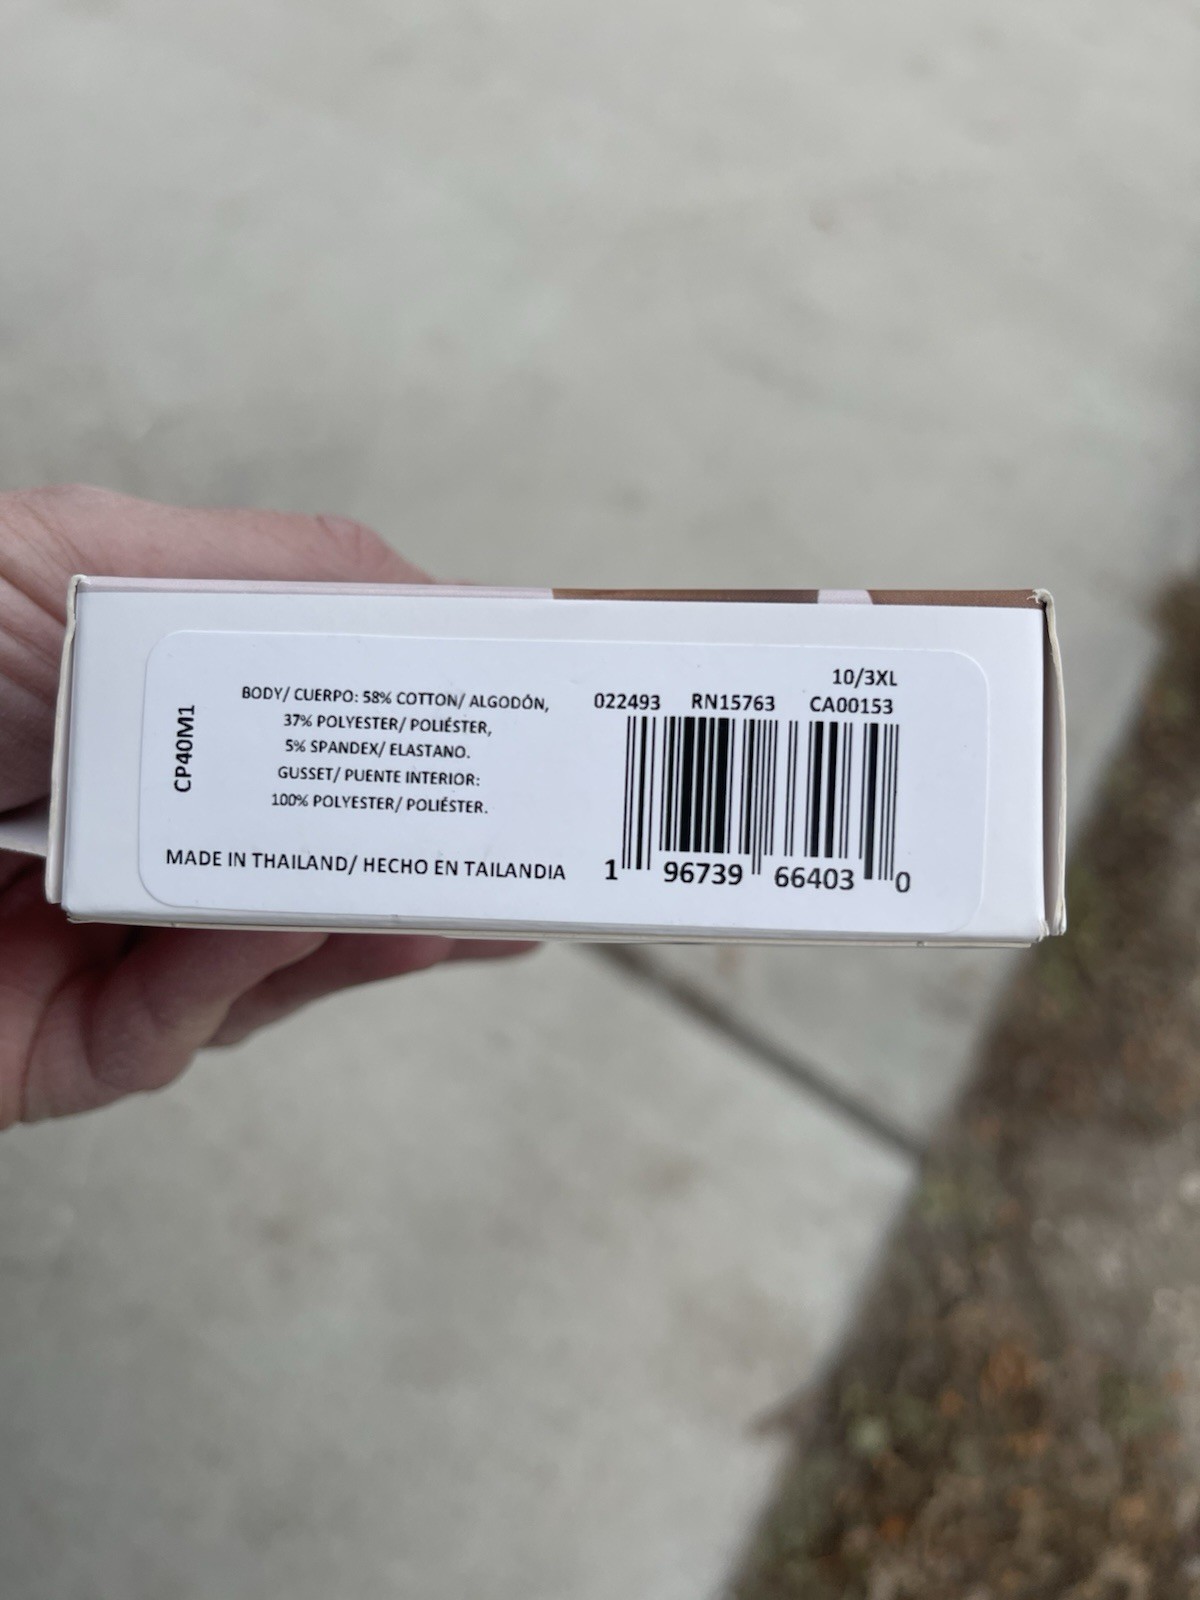 CP40M1
BODY/ CUERPO: 58% COTTON/ ALGODÓN,
37% POLYESTER/ POLIÉSTER,
5% SPANDEX/ ELASTANO.
GUSSET/ PUENTE INTERIOR:
100% POLYESTER/ POLIÉSTER.
MADE IN THAILAND/ HECHO EN TAILANDIA
10/3XL
022493 RN15763 CA00153
1 96739 66403 0